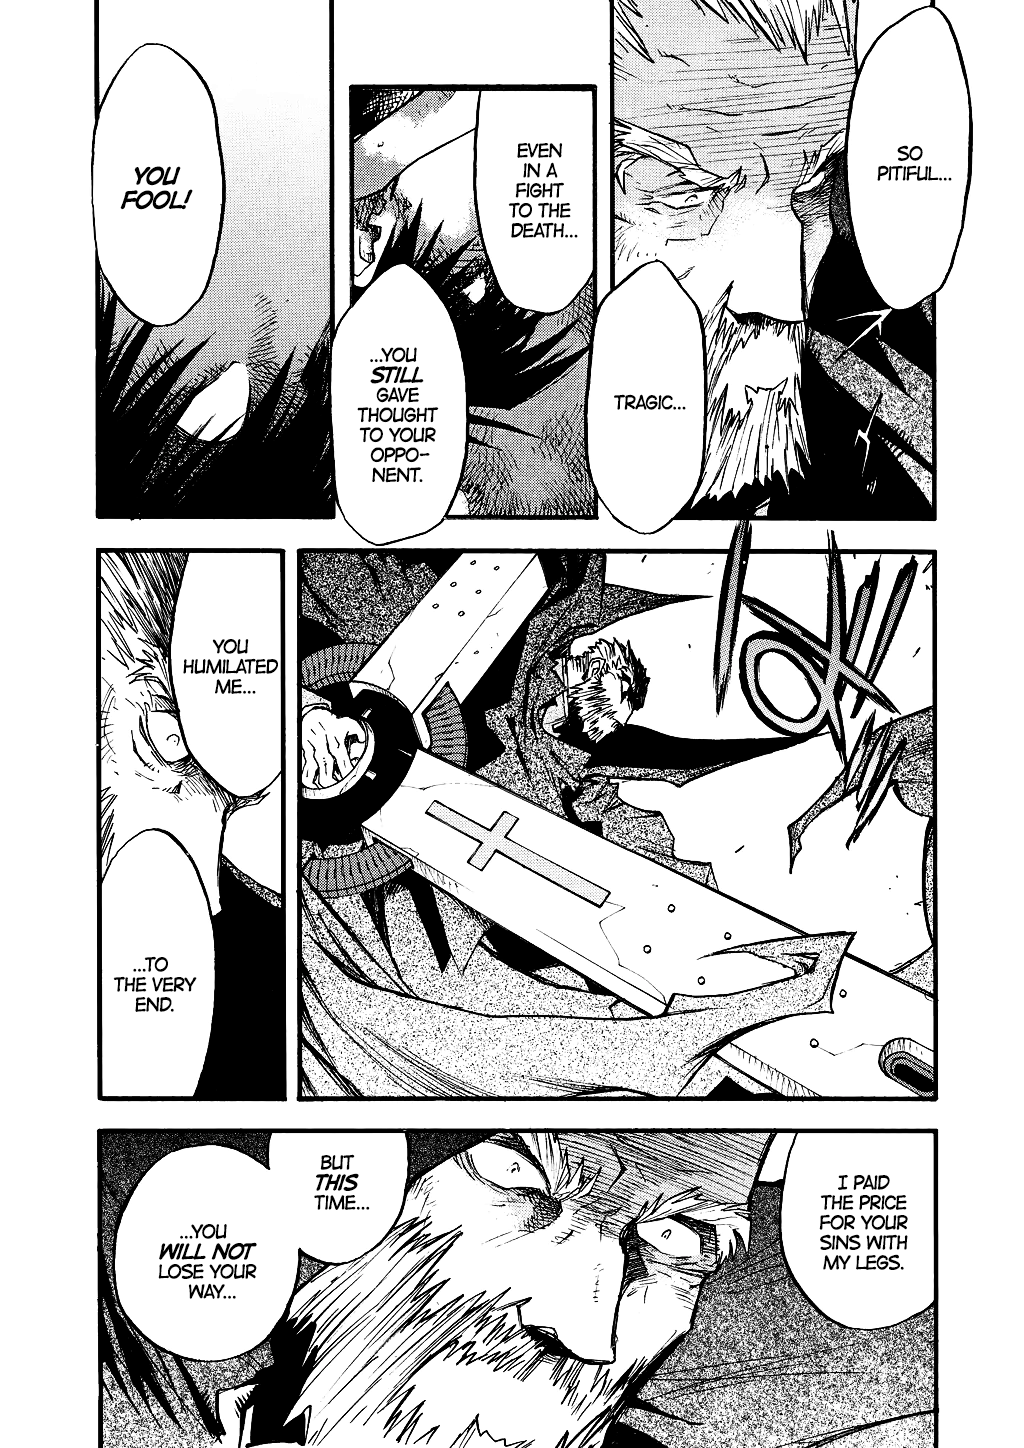 SO
PITIFUL...
TRAGIC...
EVEN
IN A
FIGHT
TO THE
DEATH...
...YOU
STILL
GAVE
THOUGHT
TO YOUR
OPPO-
NENT.
YOU
FOOL!
YOU
HUMILATED
ME...
...TO
THE VERY
END.
I PAID
THE PRICE
FOR YOUR
SINS WITH
MY LEGS.
BUT
THIS
TIME...
...YOU
WILL NOT
LOSE YOUR
WAY...